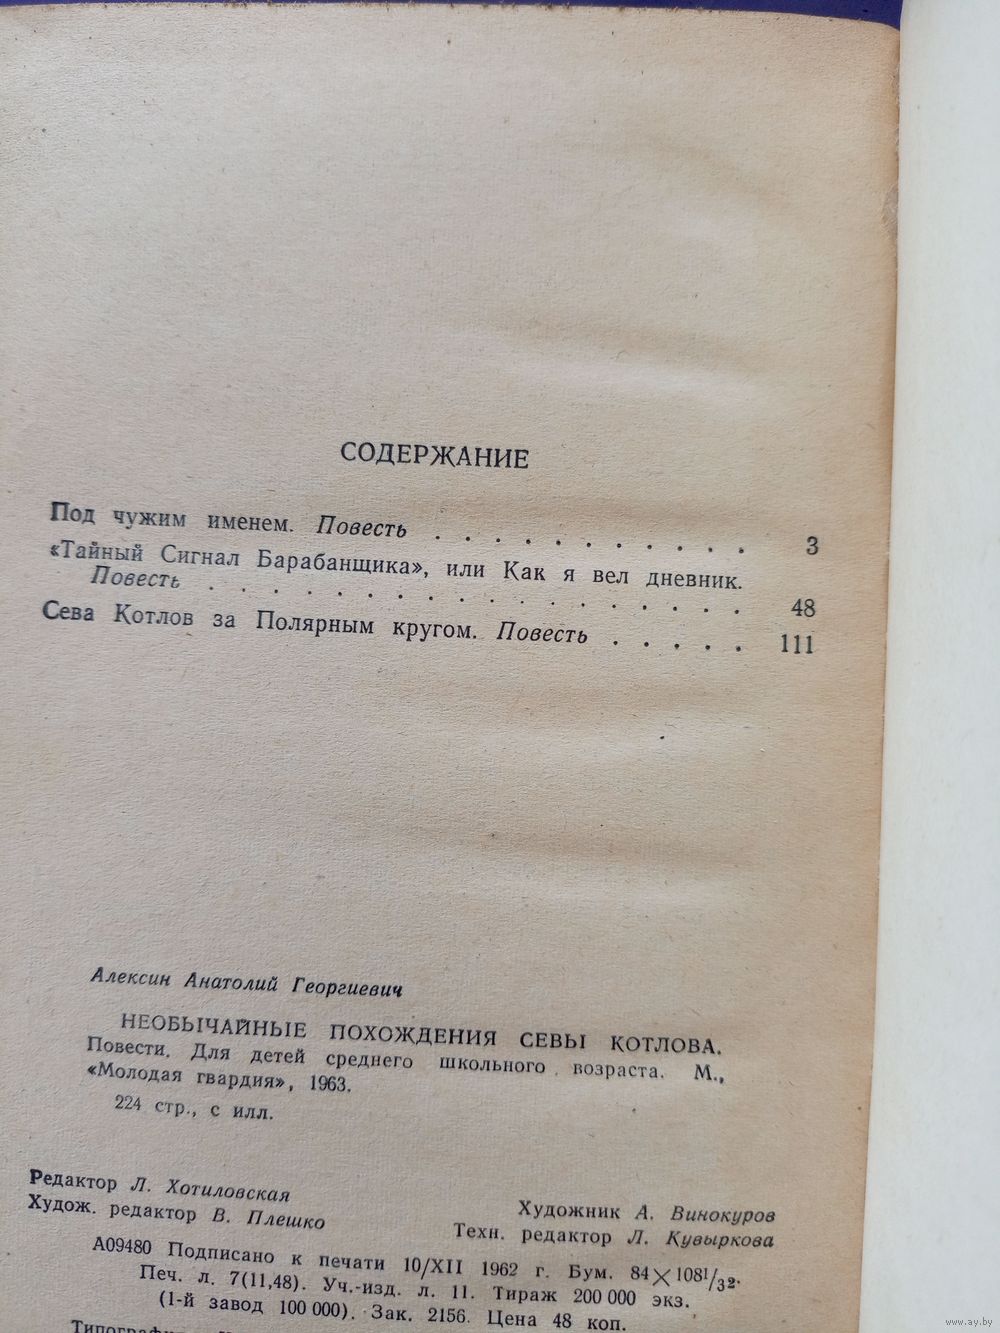 СОДЕРЖАНИЕ
Под чужим именем. Повесть . . . . . . . . . . . 3
«Тайный Сигнал Барабанщика», или Как я вел дневник.
Повесть . . . . . . . . . . . . . . . . . 48
Сева Котлов за Полярным кругом. Повесть . . . . . 111
Алексин Анатолий Георгиевич
НЕОБЫЧАЙНЫЕ ПОХОЖДЕНИЯ СЕВЫ КОТЛОВА.
Повести. Для детей среднего школьного возраста. М.,
«Молодая гвардия», 1963.
224 стр., с илл.
Редактор Л. Хотиловская
Худож. редактор В. Плешко
Художник А. Винокуров
Техн. редактор Л. Кувыркова
А09480 Подписано к печати 10/XII 1962 г. Бум. 84×108¹/₃₂.
Печ. л. 7(11,48). Уч.-изд. л. 11. Тираж 200 000 экз.
(1-й завод 100 000). Зак. 2156. Цена 48 коп.
www.ay.by